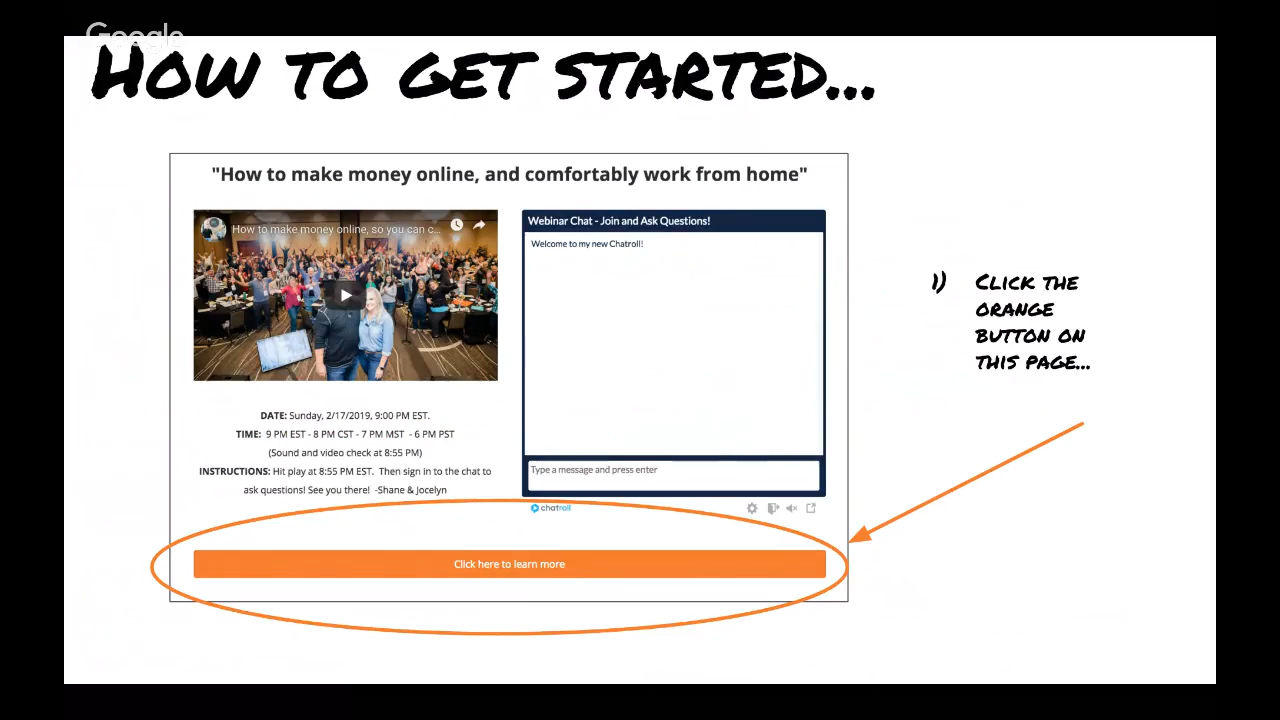 Google
HOW TO GET STARTED...
"How to make money online, and comfortably work from home"
How to make money online, so you can c...
Webinar Chat - Join and Ask Questions!
Welcome to my new Chatroll!
DATE: Sunday, 2/17/2019, 9:00 PM EST.
TIME: 9 PM EST - 8 PM CST - 7 PM MST - 6 PM PST
(Sound and video check at 8:55 PM)
INSTRUCTIONS: Hit play at 8:55 PM EST. Then sign in to the chat to
ask questions! See you there! -Shane & Jocelyn
Type a message and press enter
chatroll
Click here to learn more
1) CLICK THE
ORANGE
BUTTON ON
THIS PAGE...